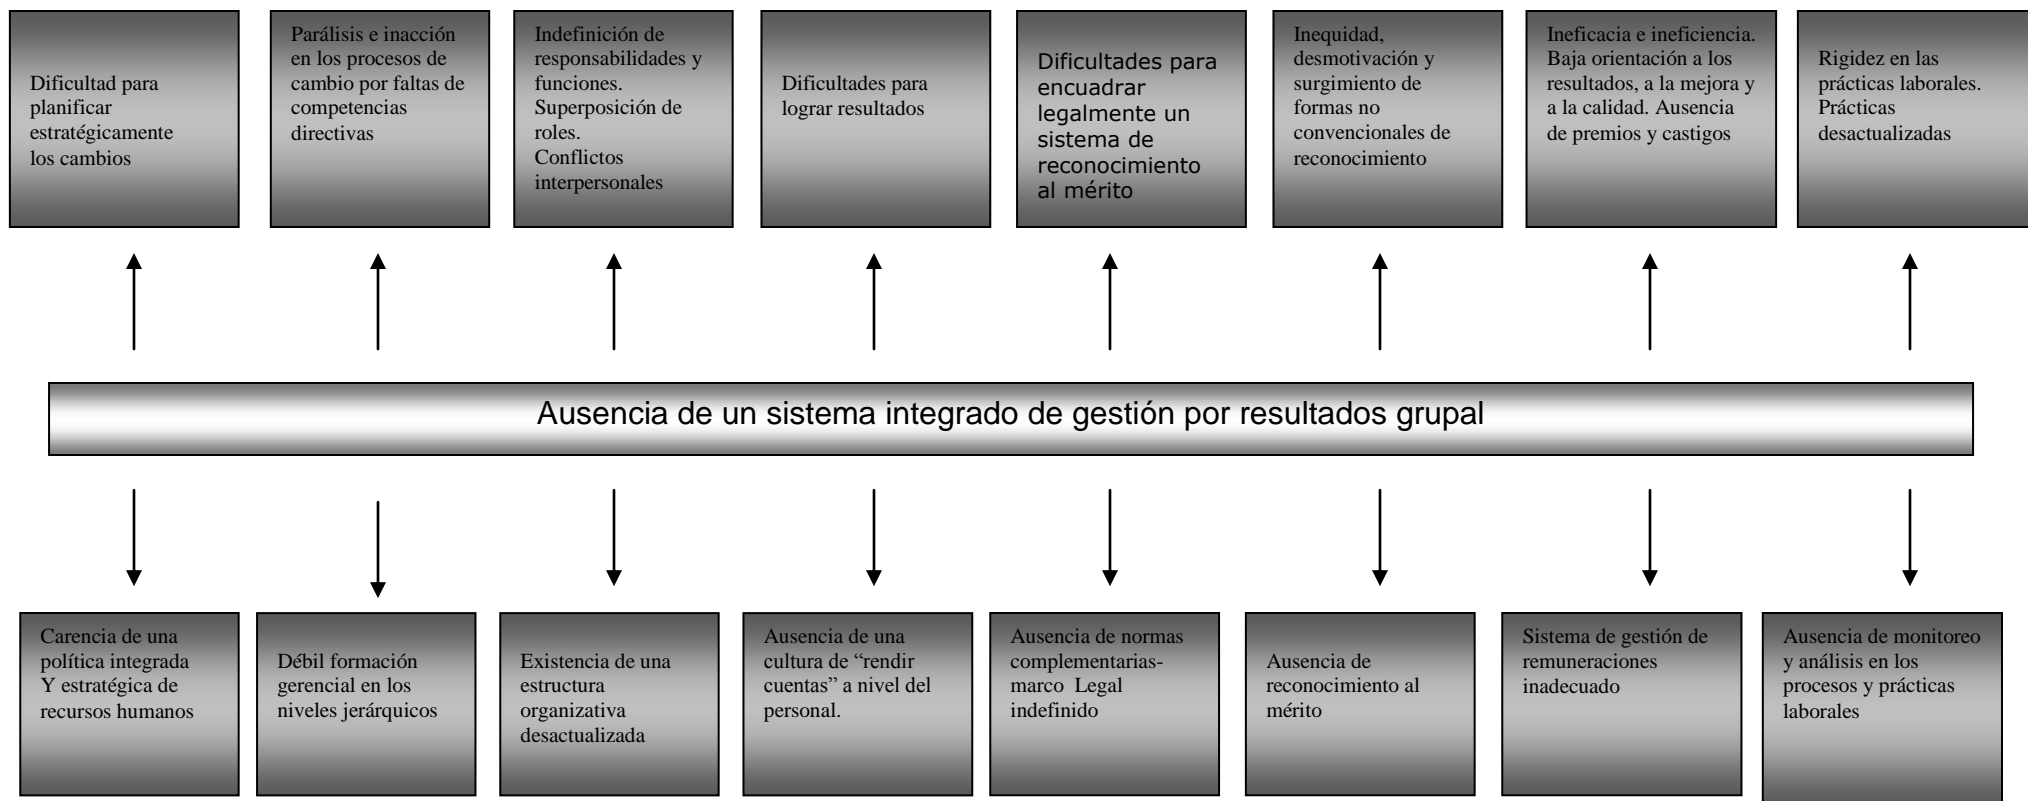 Dificultad para
planificar
estratégicamente
los cambios
Parálisis e inacción
en los procesos de
cambio por faltas de
competencias
directivas
Indefinición de
responsabilidades y
funciones.
Superposición de
roles.
Conflictos
interpersonales
Dificultades para
lograr resultados
Dificultades para
encuadrar
legalmente un
sistema de
reconocimiento
al mérito
Inequidad,
desmotivación y
surgimiento de
formas no
convencionales de
reconocimiento
Ineficacia e ineficiencia.
Baja orientación a los
resultados, a la mejora y
a la calidad. Ausencia
de premios y castigos
Rigidez en las
prácticas laborales.
Prácticas
desactualizadas
Ausencia de un sistema integrado de gestión por resultados grupal
Carencia de una
política integrada
Y estratégica de
recursos humanos
Débil formación
gerencial en los
niveles jerárquicos
Existencia de una
estructura
organizativa
desactualizada
Ausencia de una
cultura de “rendir
cuentas” a nivel del
personal.
Ausencia de normas
complementarias-
marco Legal
indefinido
Ausencia de
reconocimiento al
mérito
Sistema de gestión de
remuneraciones
inadecuado
Ausencia de monitoreo
y análisis en los
procesos y prácticas
laborales